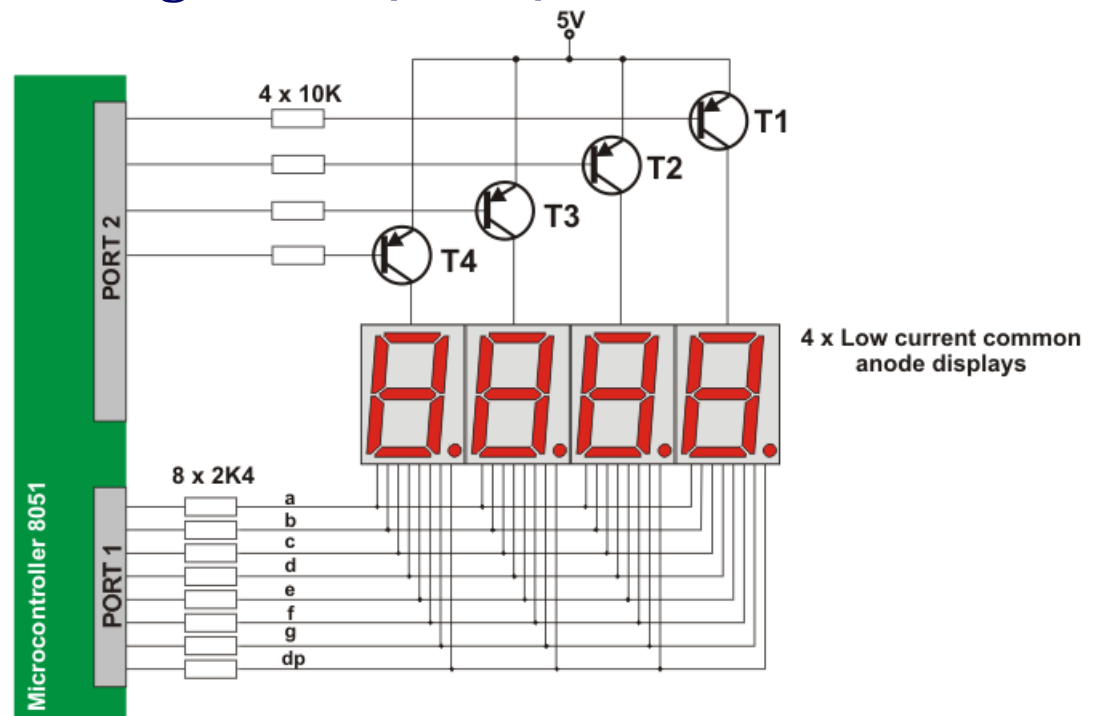 5V
4 x 10K
T1
T2
T3
T4
PORT 2
4 x Low current common
anode displays
8 x 2K4
a
b
c
d
e
f
g
dp
PORT 1
Microcontroller 8051